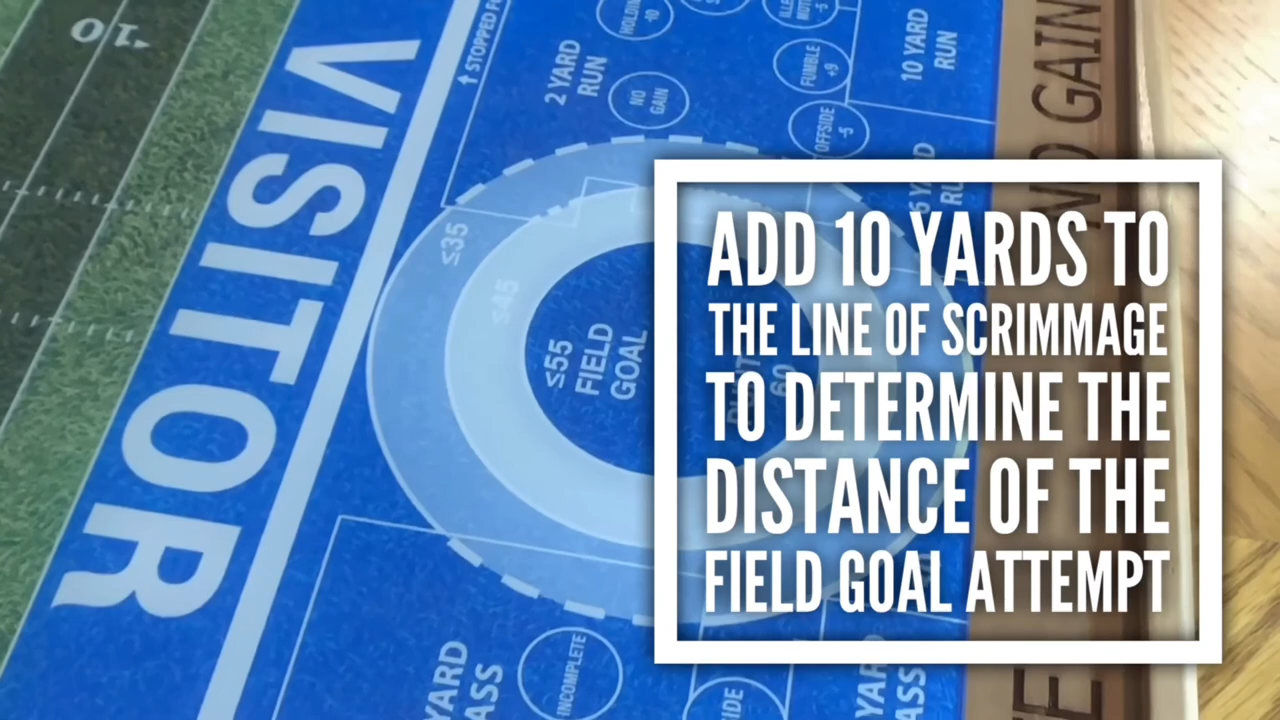 10
VISITOR
2 YARD
RUN
NO
GAIN
HOLDING
-10
FUMBLE
+9
OFFSIDE
-5
10 YARD
RUN
≤35
≤45
≤55
FIELD
GOAL
YARD
INCOMPLETE
GAIN
ADD 10 YARDS TO
THE LINE OF SCRIMMAGE
TO DETERMINE THE
DISTANCE OF THE
FIELD GOAL ATTEMPT